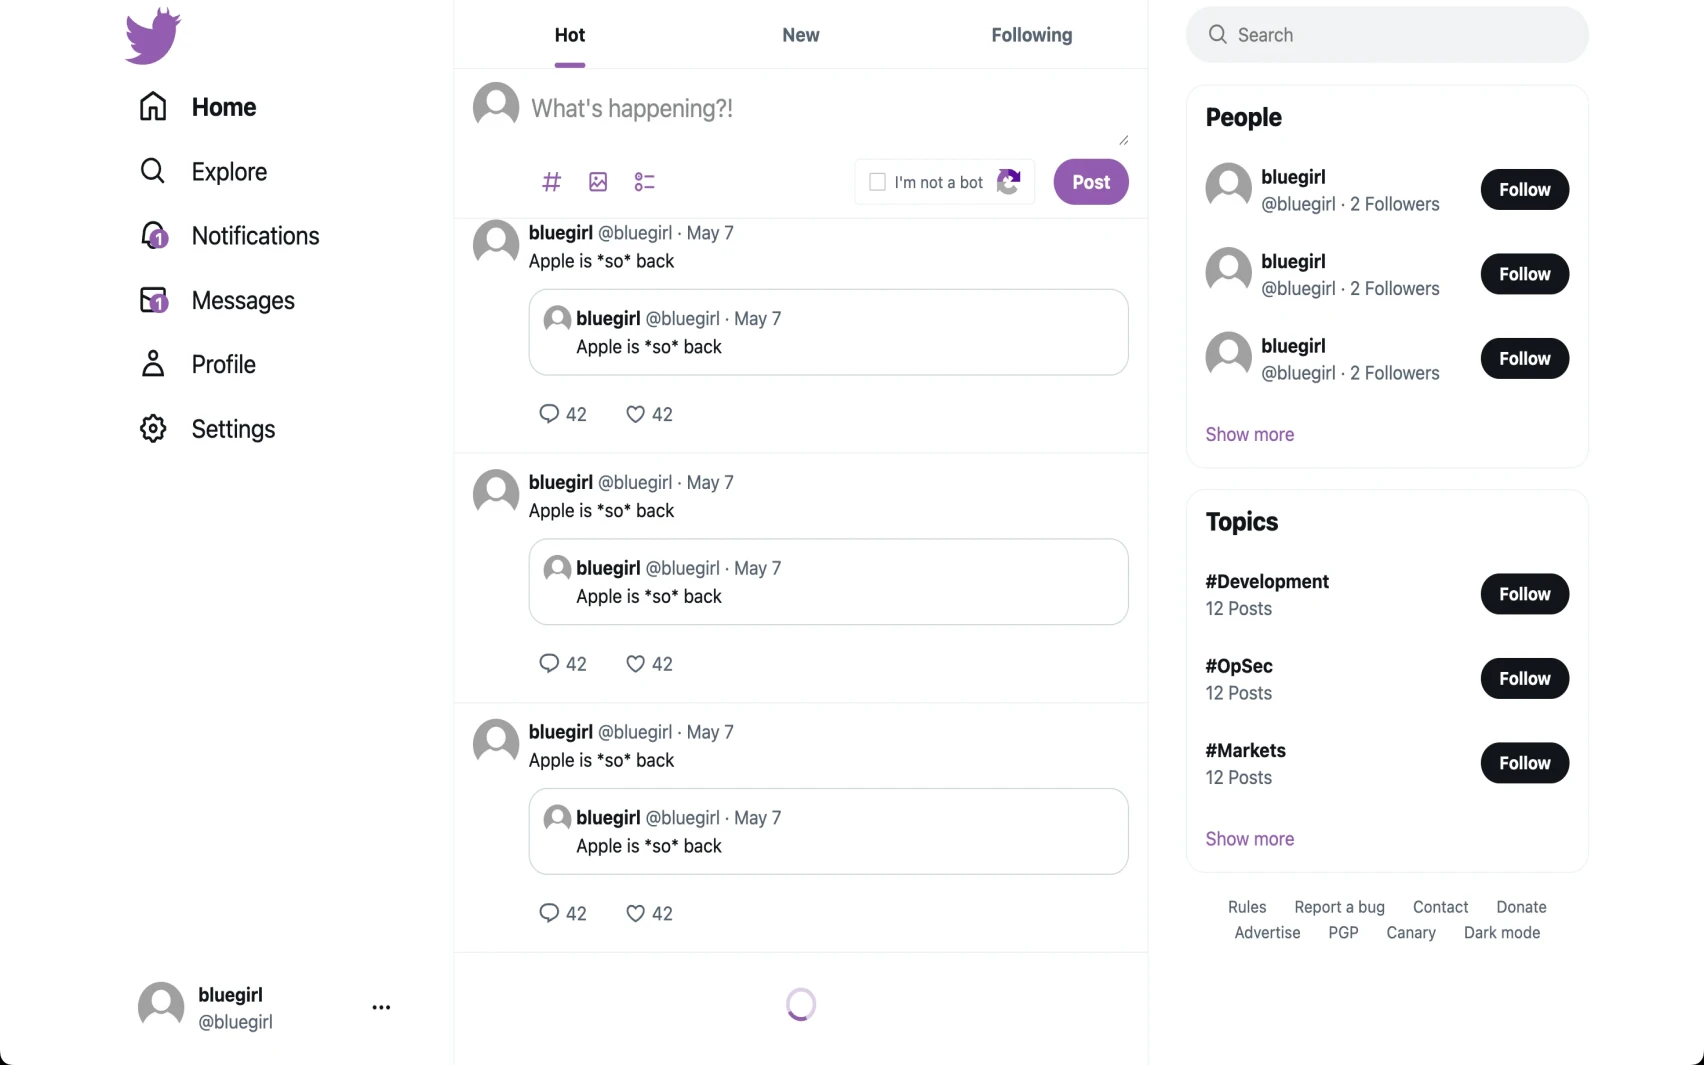 Home
Explore
1
Notifications
1
Messages
Profile
Settings
bluegirl
@bluegirl
Hot New Following
What's happening?!
I'm not a bot
Post
bluegirl @bluegirl · May 7
Apple is *so* back
bluegirl @bluegirl · May 7
Apple is *so* back
42 42
bluegirl @bluegirl · May 7
Apple is *so* back
bluegirl @bluegirl · May 7
Apple is *so* back
42 42
bluegirl @bluegirl · May 7
Apple is *so* back
bluegirl @bluegirl · May 7
Apple is *so* back
42 42
Search
People
bluegirl
@bluegirl · 2 Followers
Follow
bluegirl
@bluegirl · 2 Followers
Follow
bluegirl
@bluegirl · 2 Followers
Follow
Show more
Topics
#Development
12 Posts
Follow
#OpSec
12 Posts
Follow
#Markets
12 Posts
Follow
Show more
Rules Report a bug Contact Donate
Advertise PGP Canary Dark mode